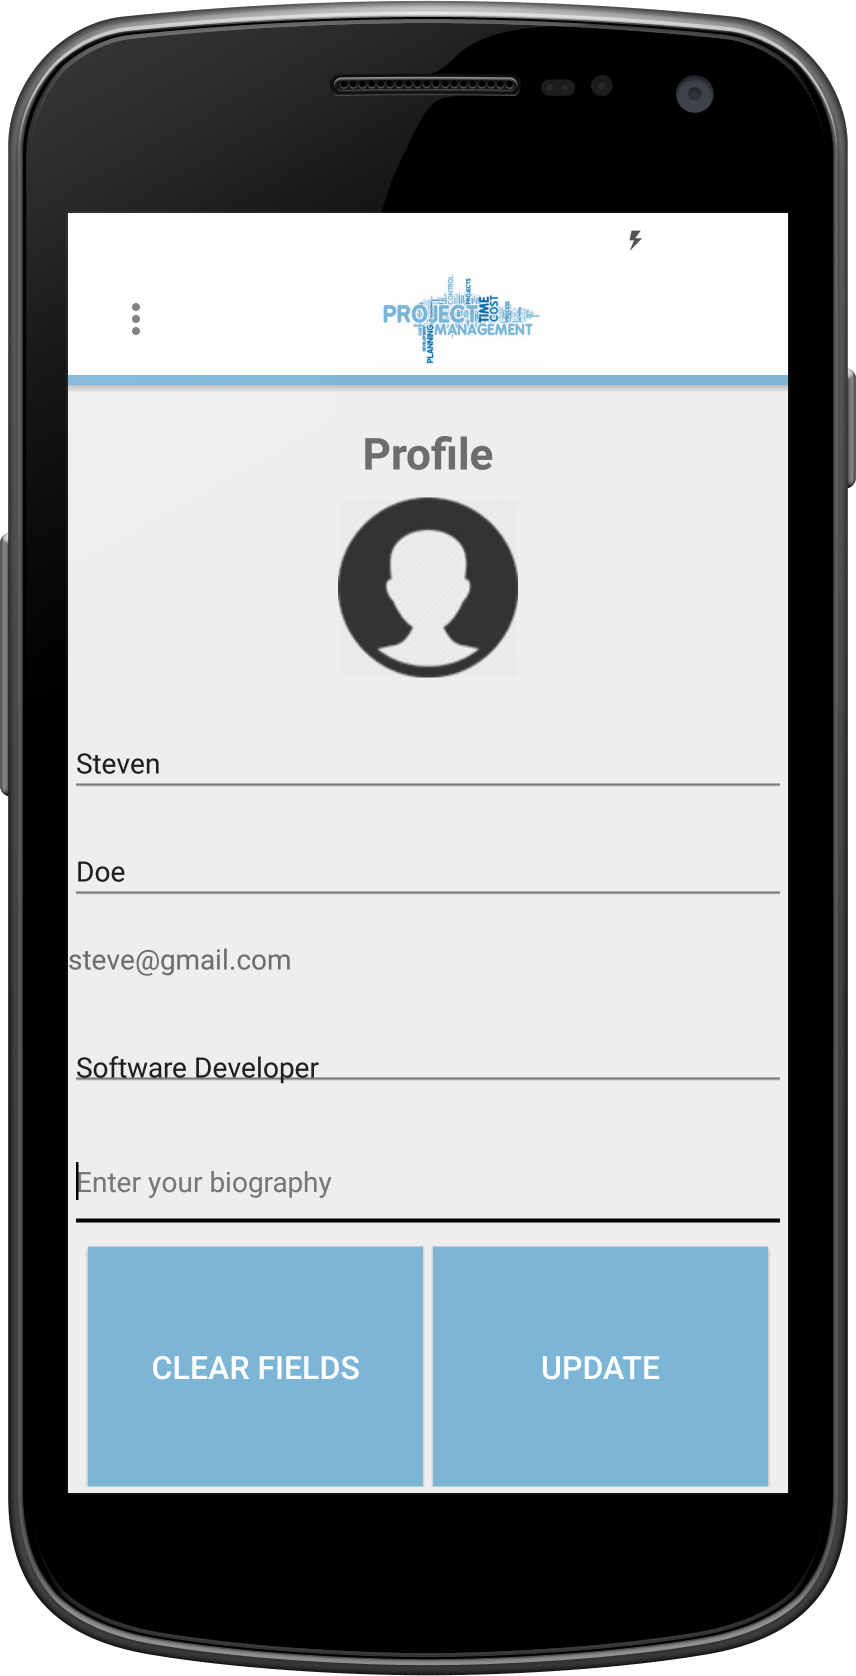 PROJECT
MANAGEMENT
PLANNING
CONTROL
PROJECTS
TIME
COST
PROCESS
Profile
Steven
Doe
steve@gmail.com
Software Developer
Enter your biography
CLEAR FIELDS
UPDATE